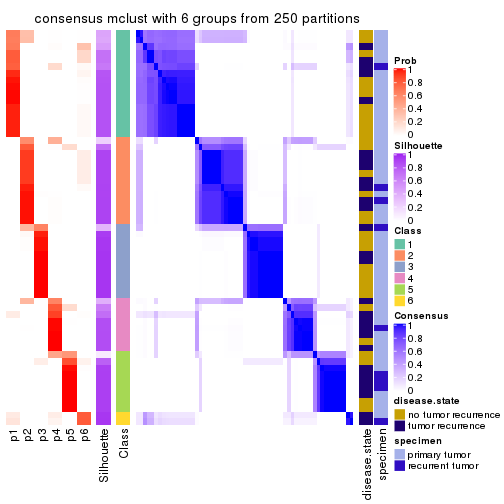 consensus mclust with 6 groups from 250 partitions
Prob
1
0.8
0.6
0.4
0.2
0
Silhouette
1
0.8
0.6
0.4
0.2
0
Class
1
2
3
4
5
6
Consensus
1
0.8
0.6
0.4
0.2
0
disease.state
no tumor recurrence
tumor recurrence
specimen
primary tumor
recurrent tumor
p1
p2
p3
p4
p5
p6
Silhouette
Class
disease.state
specimen